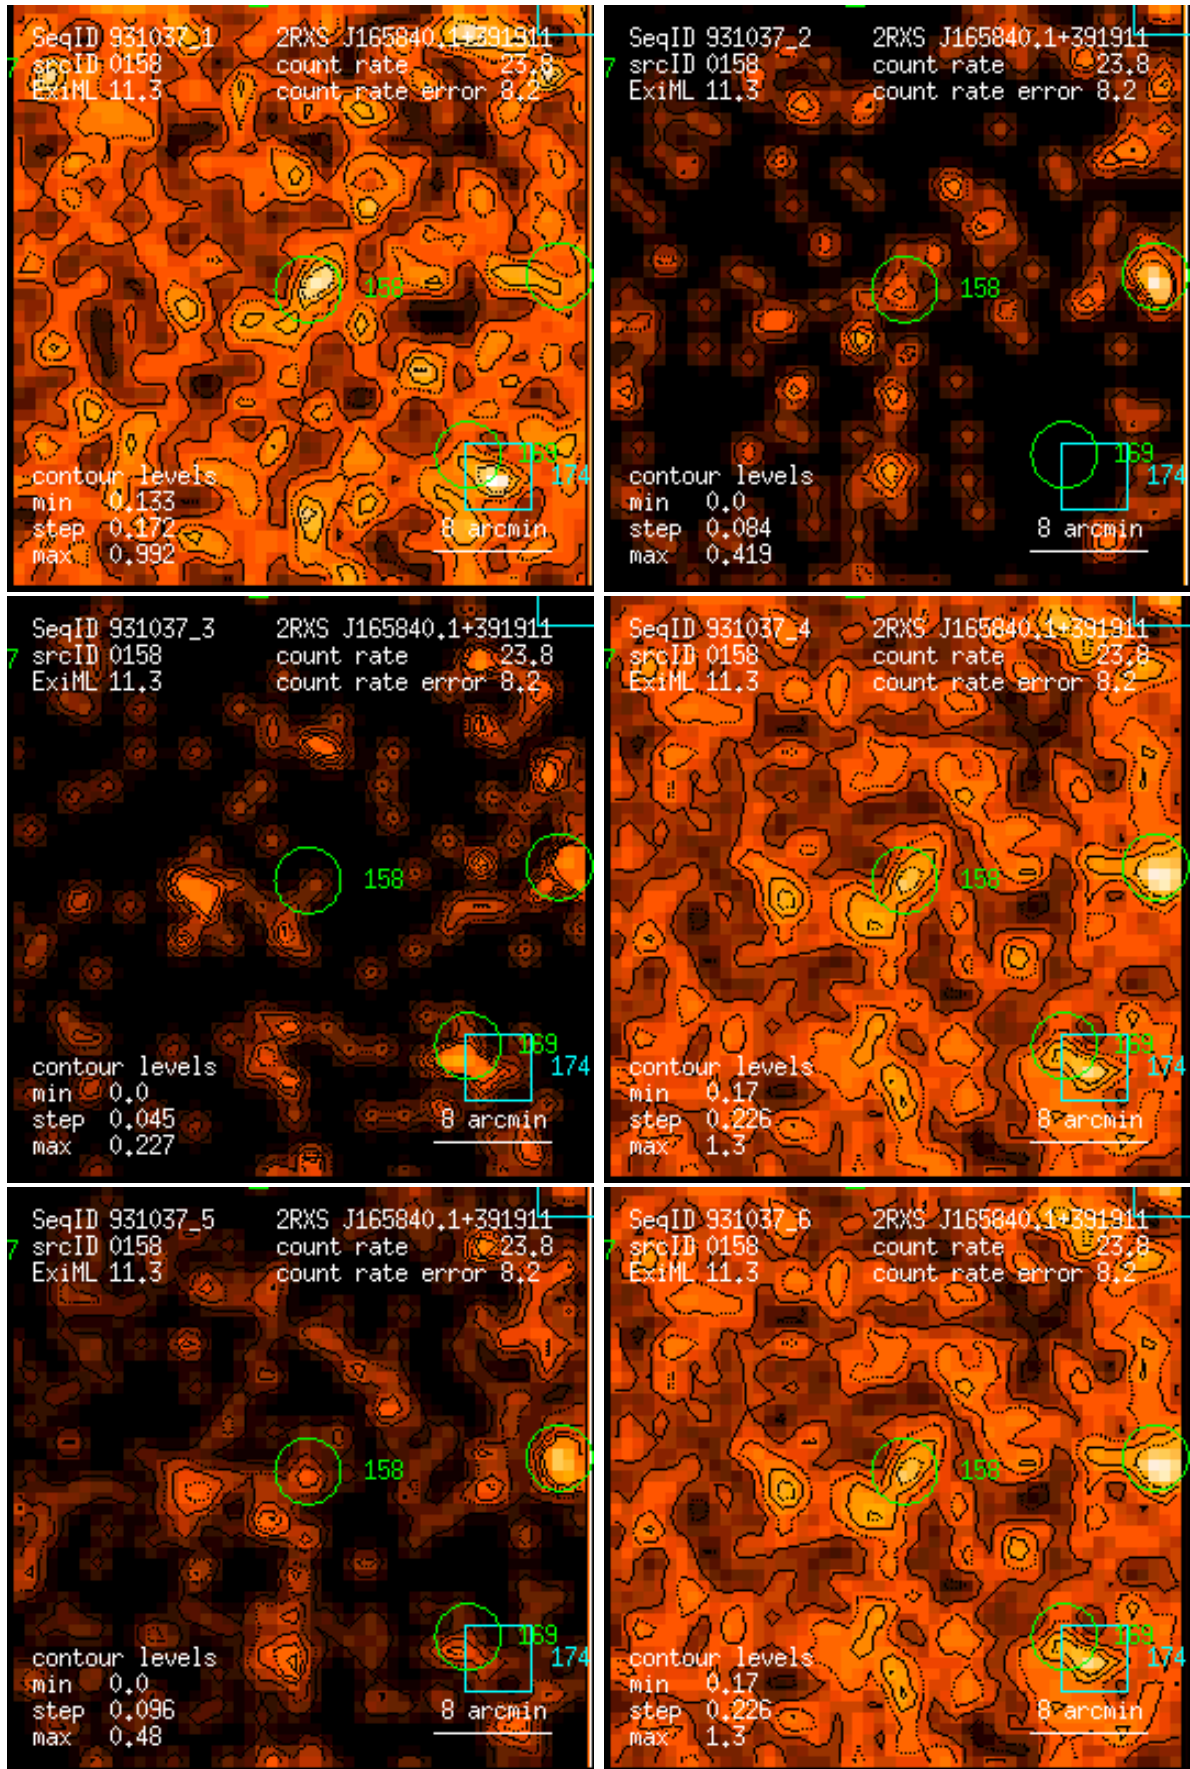 SeqID 931037_1 2RXS J165840.1+391911
7 srcID 0158 count rate 23.8
ExiML 11.3 count rate error 8.2
158
169
contour levels 174
min 0.133
step 0.172 8 arcmin
max 0.992
SeqID 931037_2 2RXS J165840.1+391911
7 srcID 0158 count rate 23.8
ExiML 11.3 count rate error 8.2
158
169
contour levels 174
min 0.0
step 0.084 8 arcmin
max 0.419
SeqID 931037_3 2RXS J165840.1+391911
7 srcID 0158 count rate 23.8
ExiML 11.3 count rate error 8.2
158
169
contour levels 174
min 0.0
step 0.045 8 arcmin
max 0.227
SeqID 931037_4 2RXS J165840.1+391911
7 srcID 0158 count rate 23.8
ExiML 11.3 count rate error 8.2
158
169
contour levels 174
min 0.17
step 0.226 8 arcmin
max 1.3
SeqID 931037_5 2RXS J165840.1+391911
7 srcID 0158 count rate 23.8
ExiML 11.3 count rate error 8.2
158
169
contour levels 174
min 0.0
step 0.096 8 arcmin
max 0.48
SeqID 931037_6 2RXS J165840.1+391911
7 srcID 0158 count rate 23.8
ExiML 11.3 count rate error 8.2
158
169
contour levels 174
min 0.17
step 0.226 8 arcmin
max 1.3